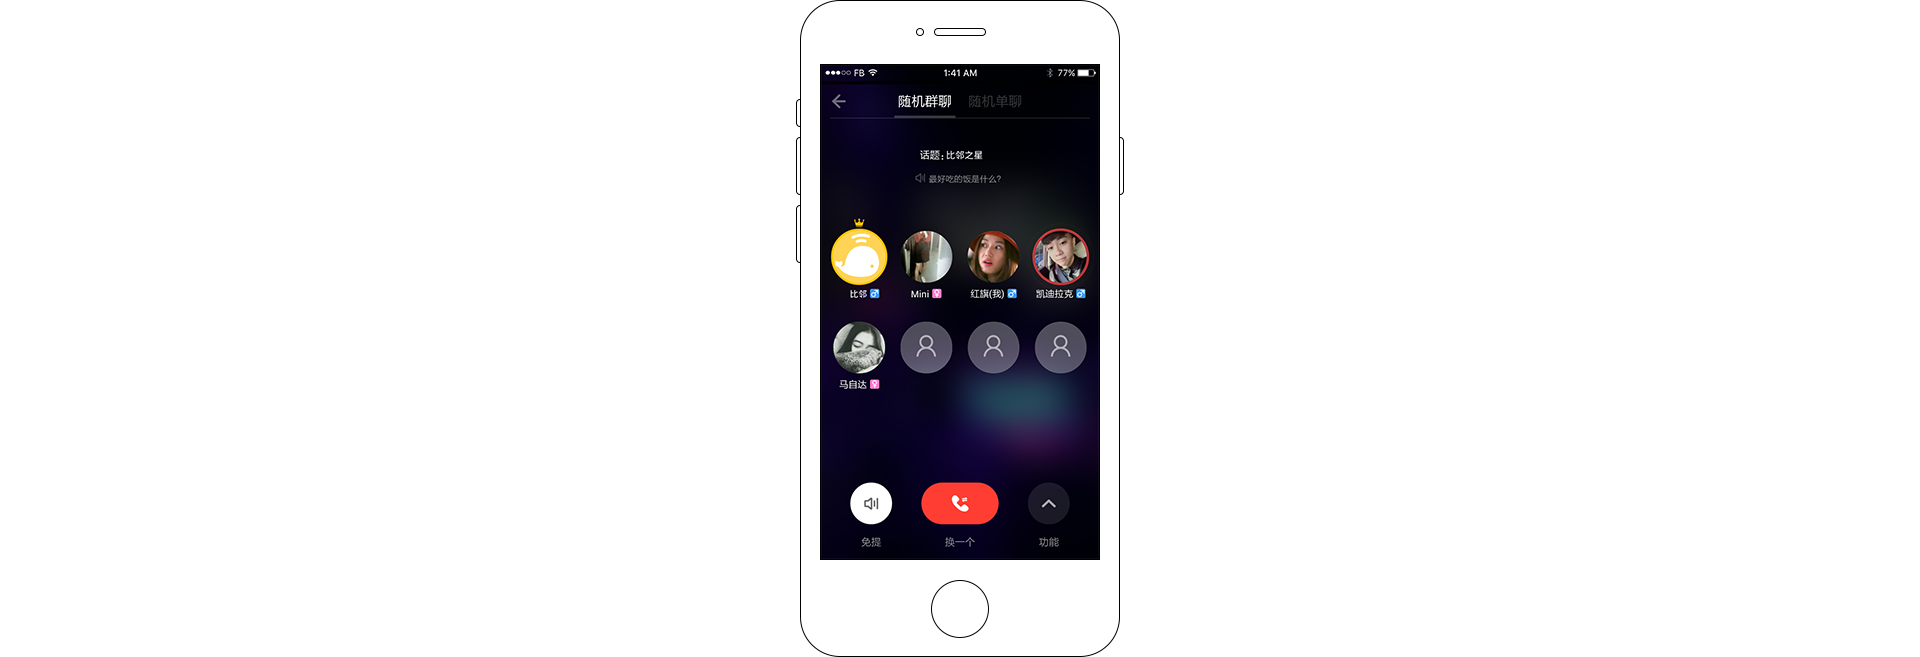 FB 1:41 AM 77%
随机群聊 随机单聊
话题：比邻之星
最好吃的饭是什么？
比邻 Mini 红旗(我) 凯迪拉克
马自达
免提 换一个 功能